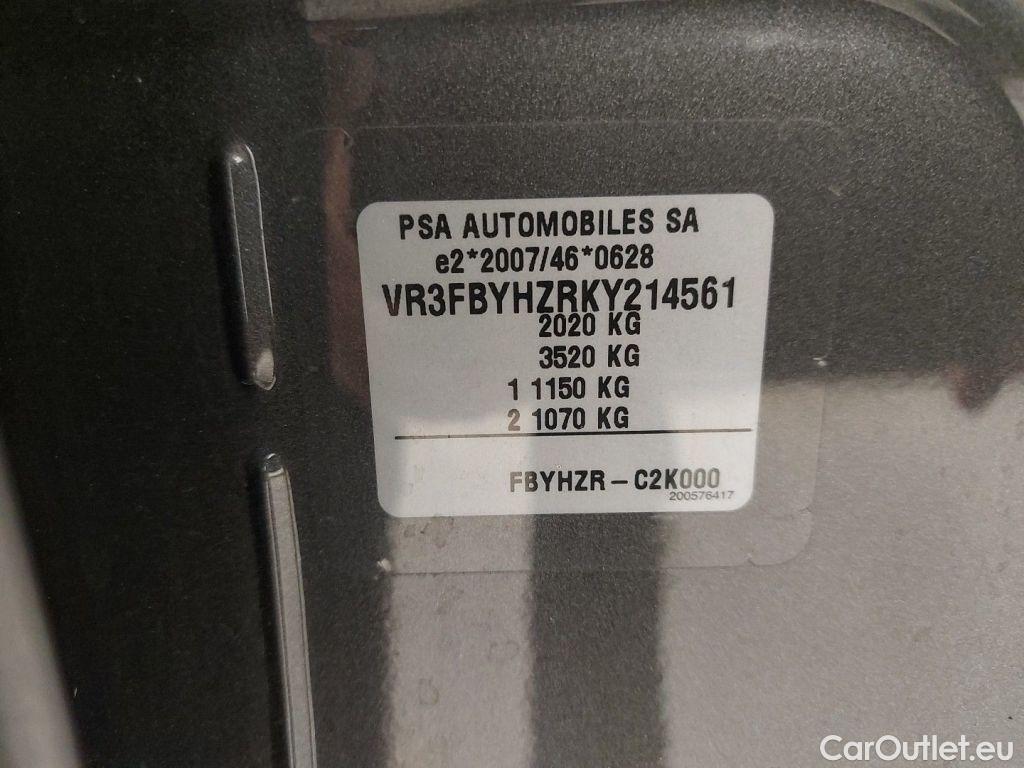 PSA AUTOMOBILES SA
e2*2007/46*0628
VR3FBYHZRKY214561
2020 KG
3520 KG
1 1150 KG
2 1070 KG
FBYHZR - C2K000
200576417
CarOutlet.eu